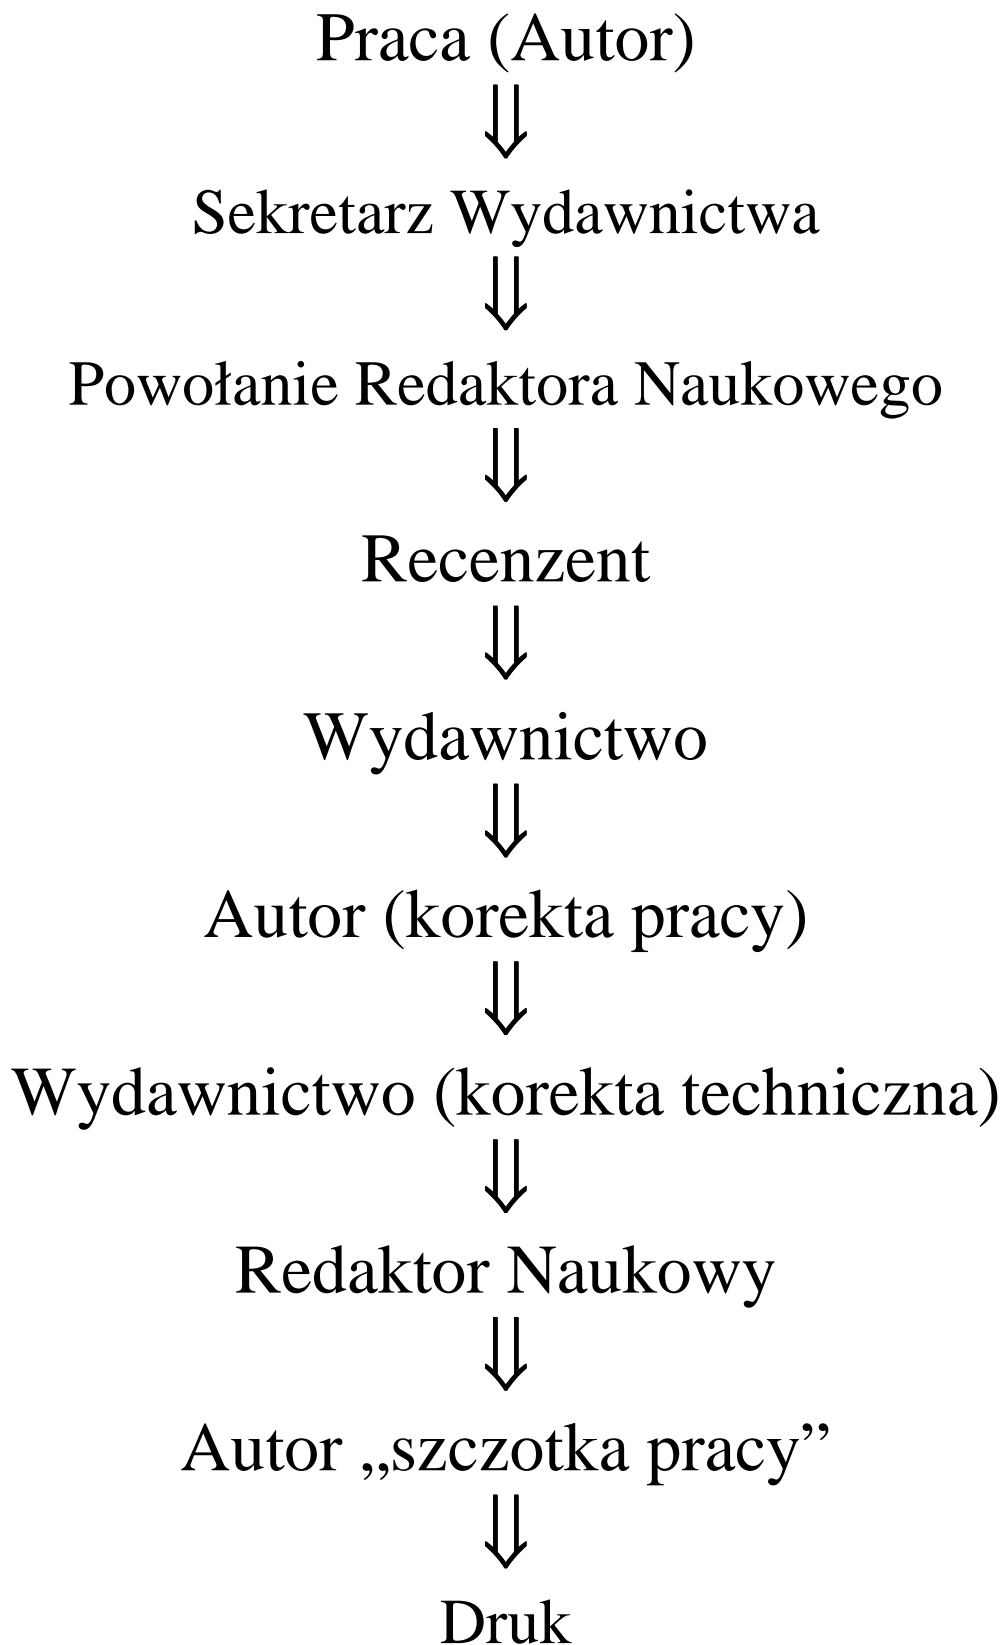 Praca (Autor)
⇓
Sekretarz Wydawnictwa
⇓
Powołanie Redaktora Naukowego
⇓
Recenzent
⇓
Wydawnictwo
⇓
Autor (korekta pracy)
⇓
Wydawnictwo (korekta techniczna)
⇓
Redaktor Naukowy
⇓
Autor „szczotka pracy”
⇓
Druk